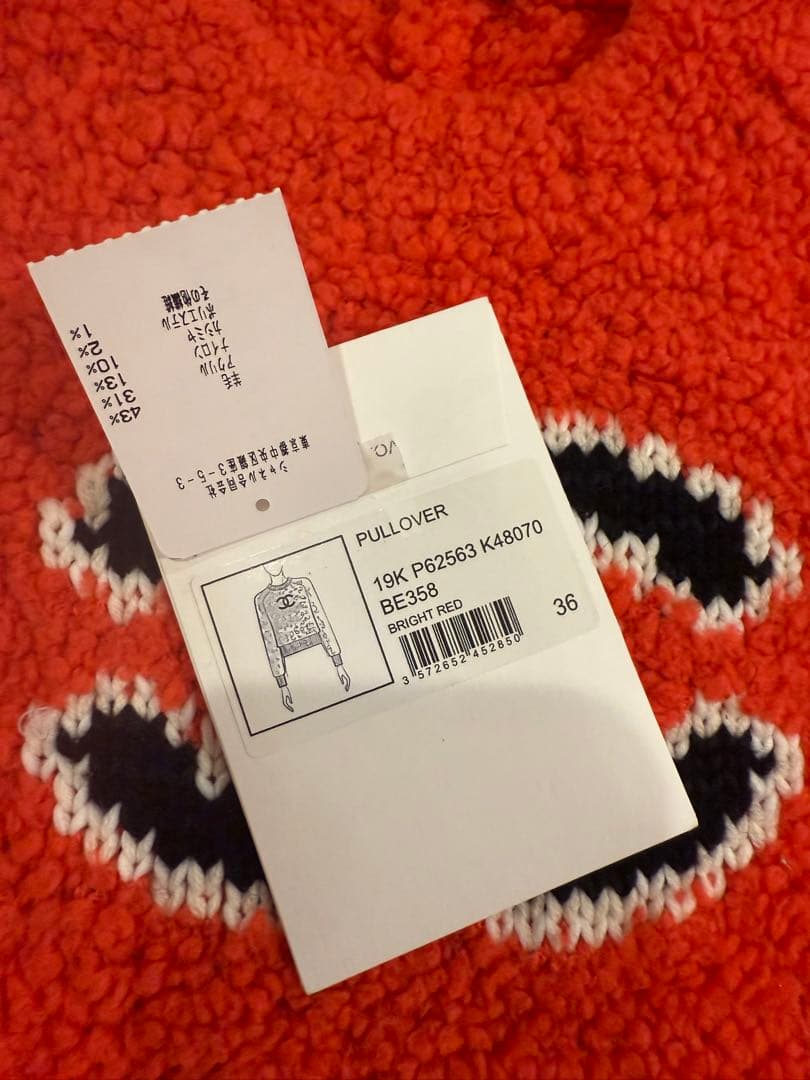 シャネル合同会社
東京都中央区銀座3-5-3
羊毛 43%
アクリル 31%
ナイロン 13%
カシミヤ 10%
ポリエステル 2%
その他繊維 1%
PULLOVER
19K P62563 K48070
BE358
BRIGHT RED
36
3 572652 452850